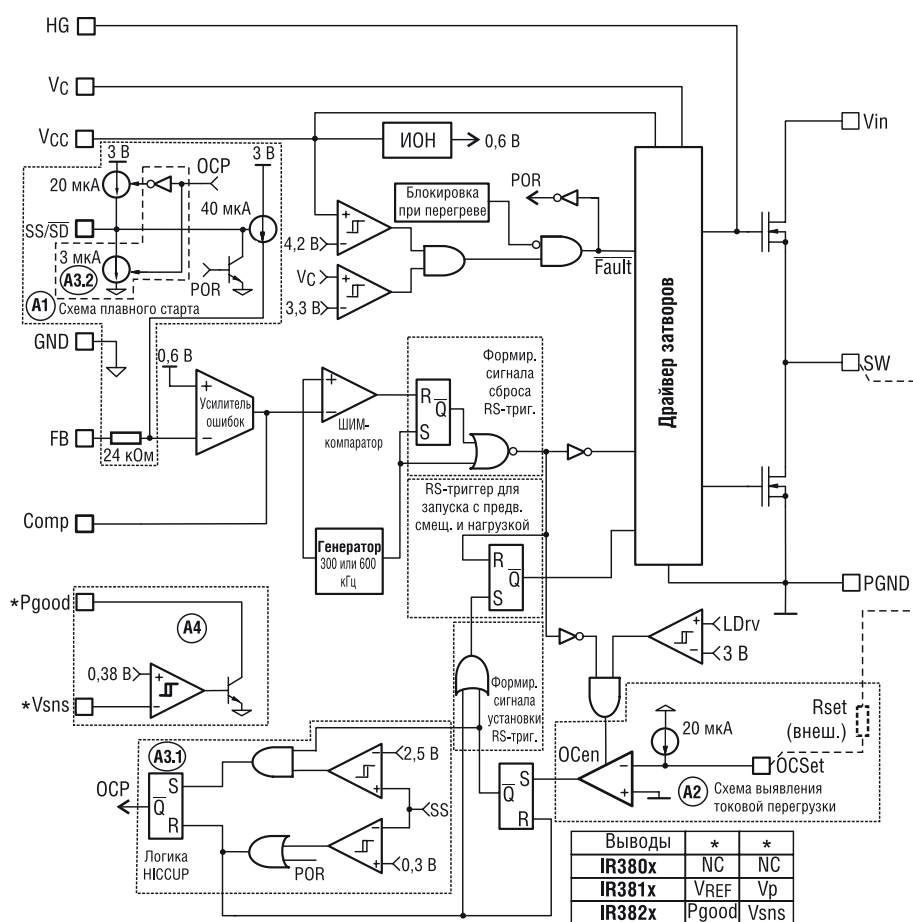 HG
VC
VCC
ИОН
0,6 В
Vin
3 В
OCP
3 В
20 мкА
40 мкА
SS/SD
3 мкА
A3.2
POR
A1
Схема плавного старта
Блокировка
при перегреве
POR
+
4,2 В
−
VC
+
3,3 В
−
Fault
Драйвер затворов
GND
0,6 В
+
Усилитель
ошибок
−
FB
24 кОм
+
−
ШИМ-
компаратор
R
Q
S
Формир.
сигнала
сброса
RS-триг.
SW
Comp
RS-триггер для
запуска с предв.
смещ. и нагрузкой
Генератор
300 или 600
кГц
R
Q
S
PGND
*Pgood
A4
0,38 В
+
−
*Vsns
+
LDrv
−
3 В
Формир.
сигнала
установки
RS-триг.
20 мкА
Rset
(внеш.)
OCen
−
+
OCSet
A2
Схема выявления
токовой перегрузки
A3.1
OCP
S
Q
R
−
2,5 В
+
SS
−
+
0,3 В
POR
Логика
HICCUP
S
Q
R
Выводы * *
IR380x NC NC
IR381x VREF Vp
IR382x Pgood Vsns